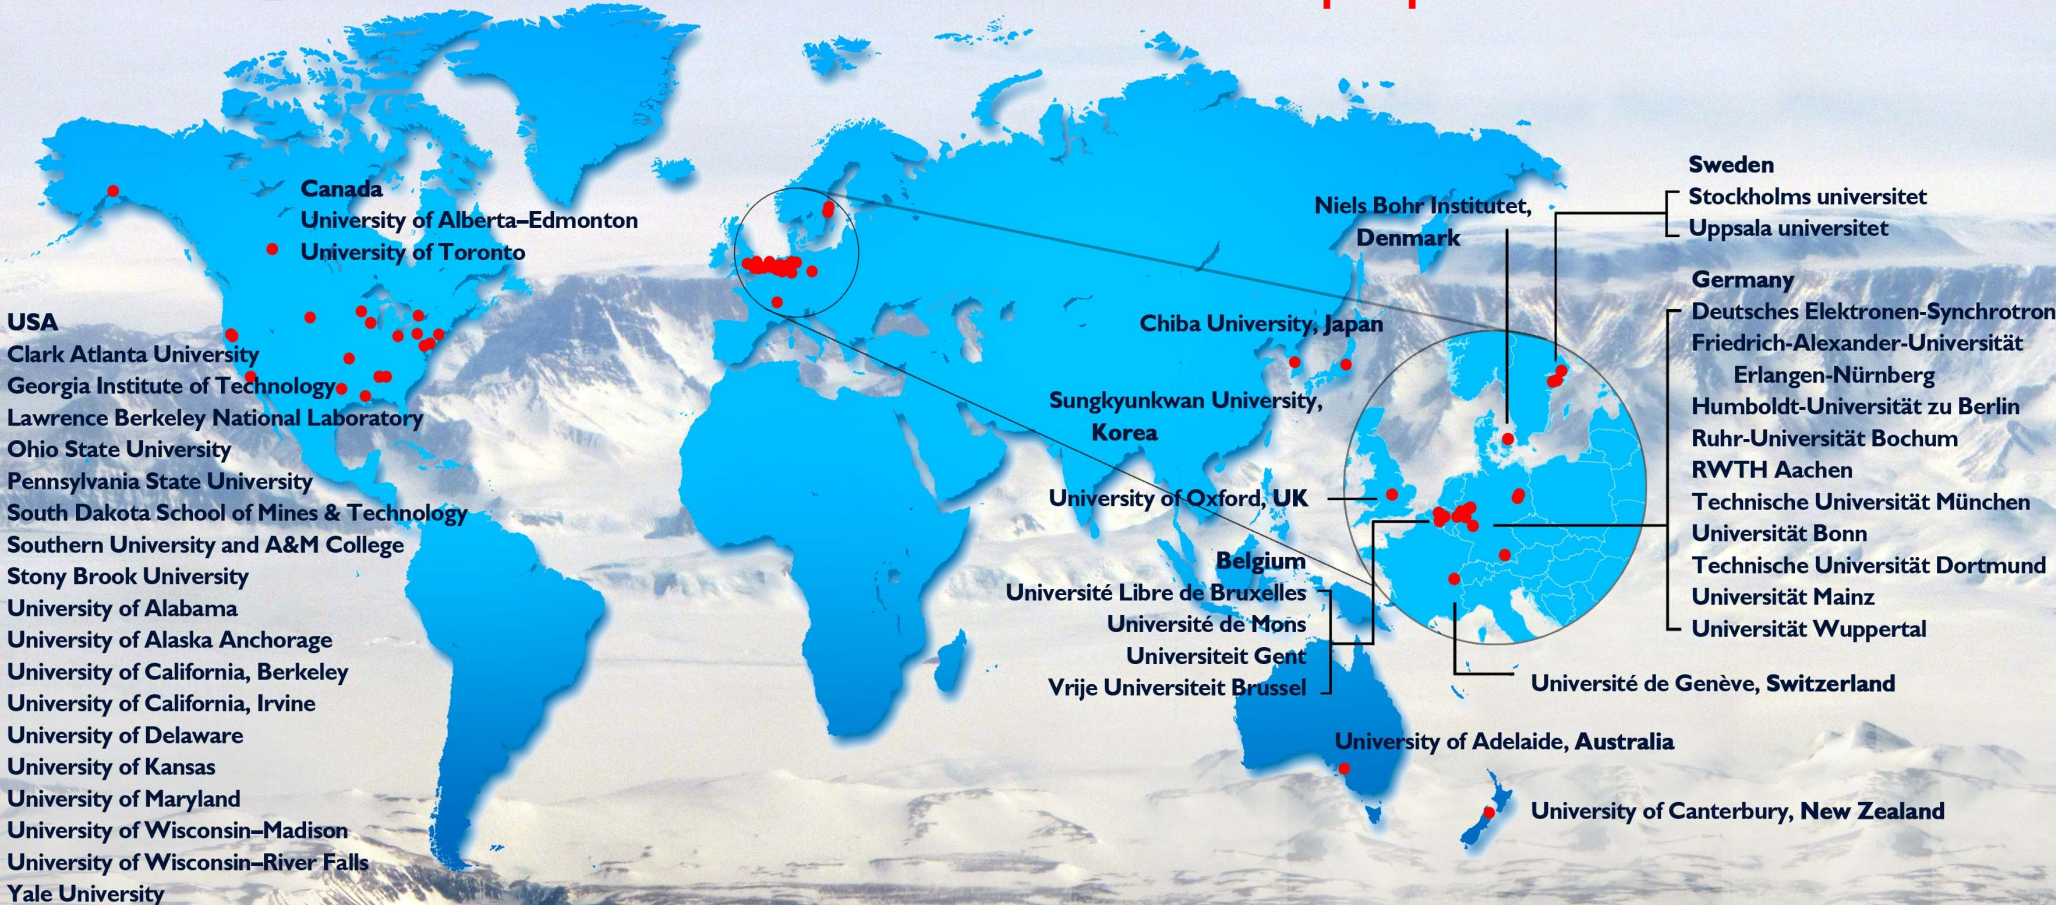 Canada
University of Alberta–Edmonton
University of Toronto
USA
Clark Atlanta University
Georgia Institute of Technology
Lawrence Berkeley National Laboratory
Ohio State University
Pennsylvania State University
South Dakota School of Mines & Technology
Southern University and A&M College
Stony Brook University
University of Alabama
University of Alaska Anchorage
University of California, Berkeley
University of California, Irvine
University of Delaware
University of Kansas
University of Maryland
University of Wisconsin–Madison
University of Wisconsin–River Falls
Yale University
Niels Bohr Institutet,
Denmark
Chiba University, Japan
Sungkyunkwan University,
Korea
University of Oxford, UK
Belgium
Université Libre de Bruxelles
Université de Mons
Universiteit Gent
Vrije Universiteit Brussel
Sweden
Stockholms universitet
Uppsala universitet
Germany
Deutsches Elektronen-Synchrotron
Friedrich-Alexander-Universität
Erlangen-Nürnberg
Humboldt-Universität zu Berlin
Ruhr-Universität Bochum
RWTH Aachen
Technische Universität München
Universität Bonn
Technische Universität Dortmund
Universität Mainz
Universität Wuppertal
Université de Genève, Switzerland
University of Adelaide, Australia
University of Canterbury, New Zealand